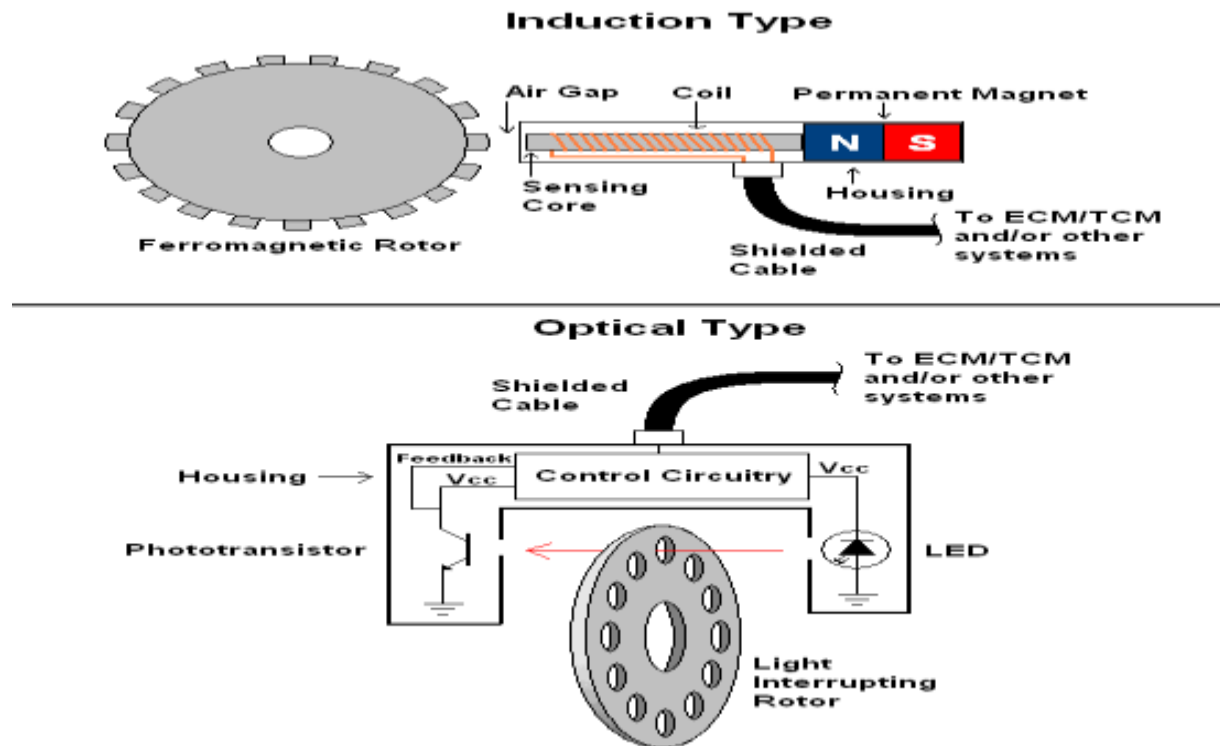 Induction Type
Air Gap
Coil
Permanent Magnet
N S
Sensing
Core
Housing
Ferromagnetic Rotor
Shielded
Cable
To ECM/TCM
and/or other
systems
Optical Type
Shielded
Cable
To ECM/TCM
and/or other
systems
Housing
Feedback
Vcc
Control Circuitry
Vcc
Phototransistor
LED
Light
Interrupting
Rotor